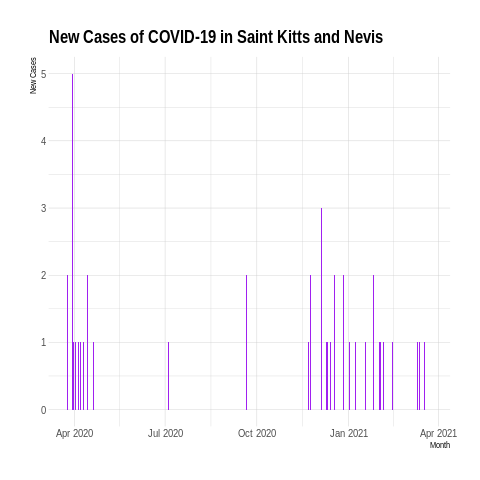 New Cases of COVID-19 in Saint Kitts and Nevis
New Cases
5
4
3
2
1
0
Apr 2020 Jul 2020 Oct 2020 Jan 2021 Apr 2021
Month